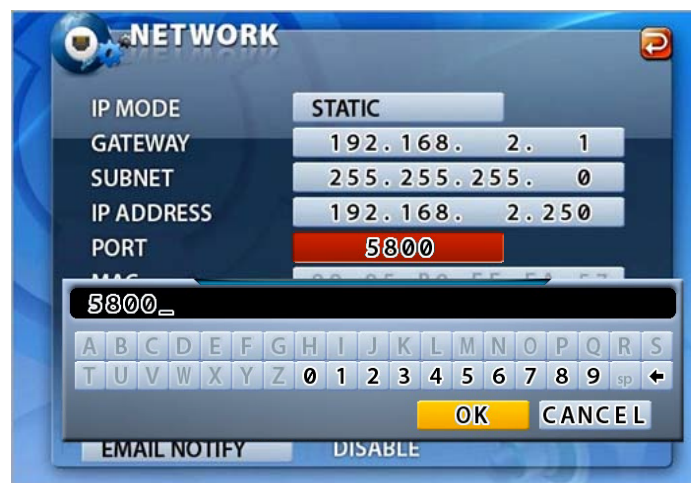 NETWORK
IP MODE STATIC
GATEWAY 192.168. 2. 1
SUBNET 255.255.255. 0
IP ADDRESS 192.168. 2.250
PORT 5800
5800_
A B C D E F G H I J K L M N O P Q R S
T U V W X Y Z 0 1 2 3 4 5 6 7 8 9 sp ←
OK CANCEL
EMAIL NOTIFY DISABLE